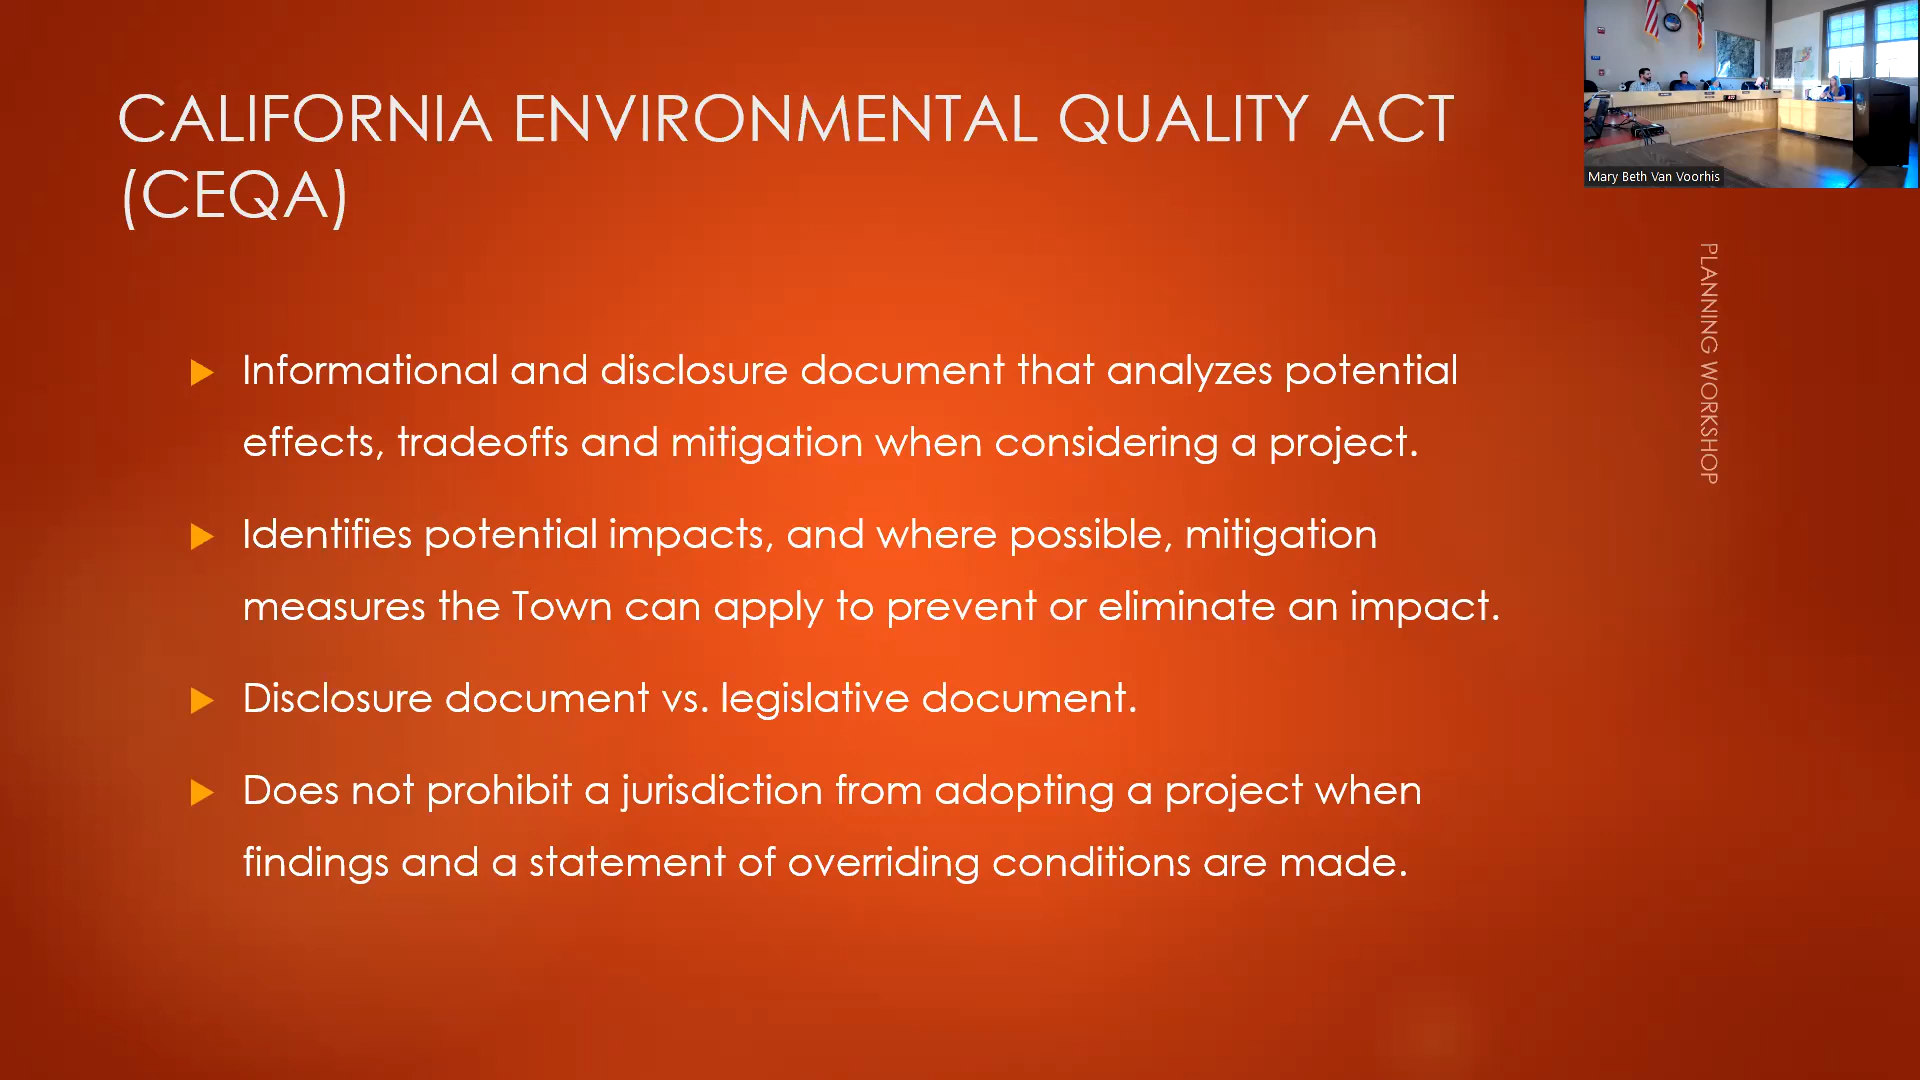 CALIFORNIA ENVIRONMENTAL QUALITY ACT
(CEQA)
Mary Beth Van Voorhis
PLANNING WORKSHOP
Informational and disclosure document that analyzes potential
effects, tradeoffs and mitigation when considering a project.
Identifies potential impacts, and where possible, mitigation
measures the Town can apply to prevent or eliminate an impact.
Disclosure document vs. legislative document.
Does not prohibit a jurisdiction from adopting a project when
findings and a statement of overriding conditions are made.